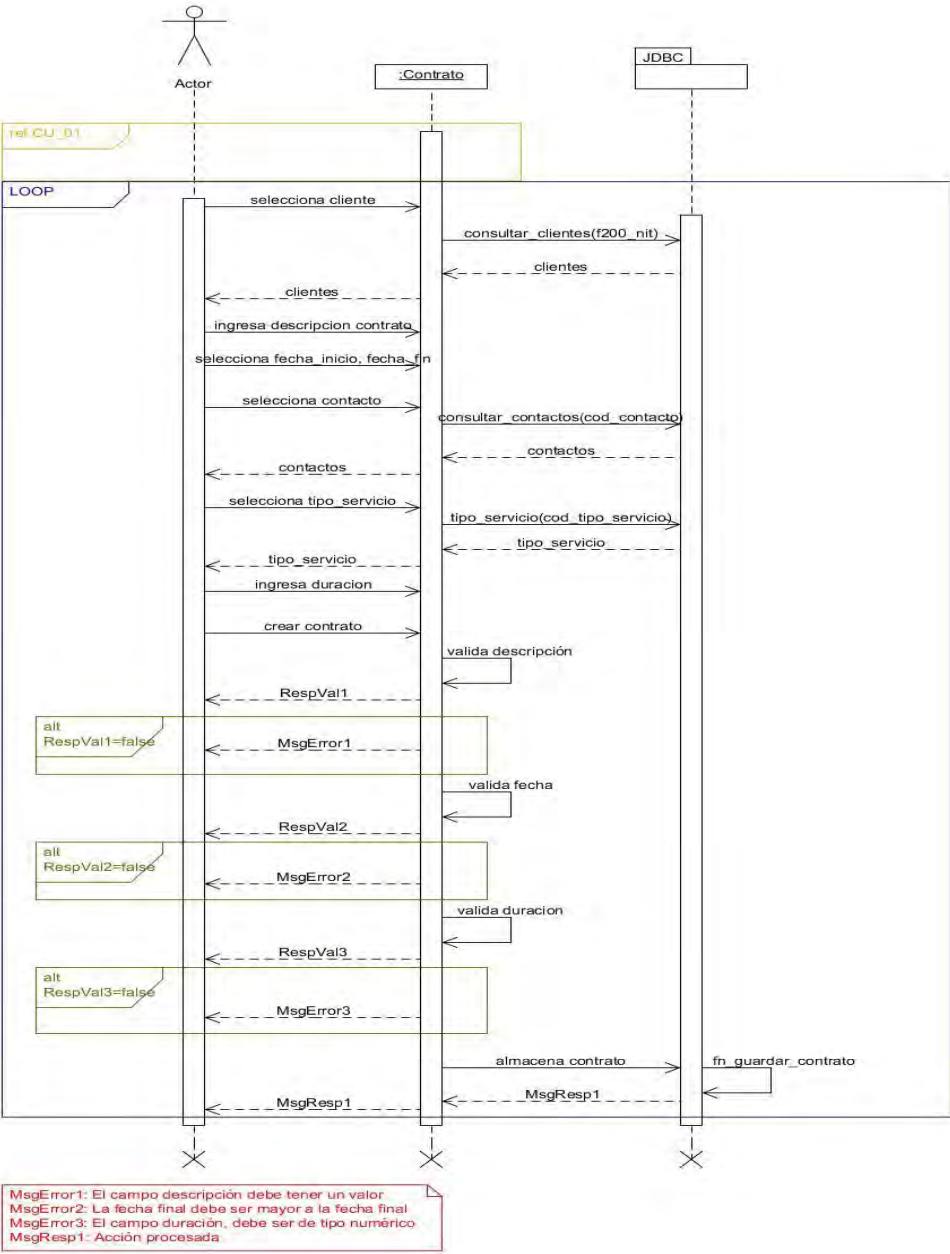 Actor
:Contrato
JDBC
ref CU_01
LOOP
selecciona cliente
consultar_clientes(f200_nit)
clientes
clientes
ingresa descripcion contrato
selecciona fecha_inicio, fecha_fin
selecciona contacto
consultar_contactos(cod_contacto)
contactos
contactos
selecciona tipo_servicio
tipo_servicio(cod_tipo_servicio)
tipo_servicio
tipo_servicio
ingresa duracion
crear contrato
valida descripción
RespVal1
alt
RespVal1=false
MsgError1
valida fecha
RespVal2
alt
RespVal2=false
MsgError2
valida duracion
RespVal3
alt
RespVal3=false
MsgError3
almacena contrato
fn_guardar_contrato
MsgResp1
MsgResp1
MsgError1: El campo descripción debe tener un valor
MsgError2: La fecha final debe ser mayor a la fecha final
MsgError3: El campo duración, debe ser de tipo numérico
MsgResp1: Acción procesada